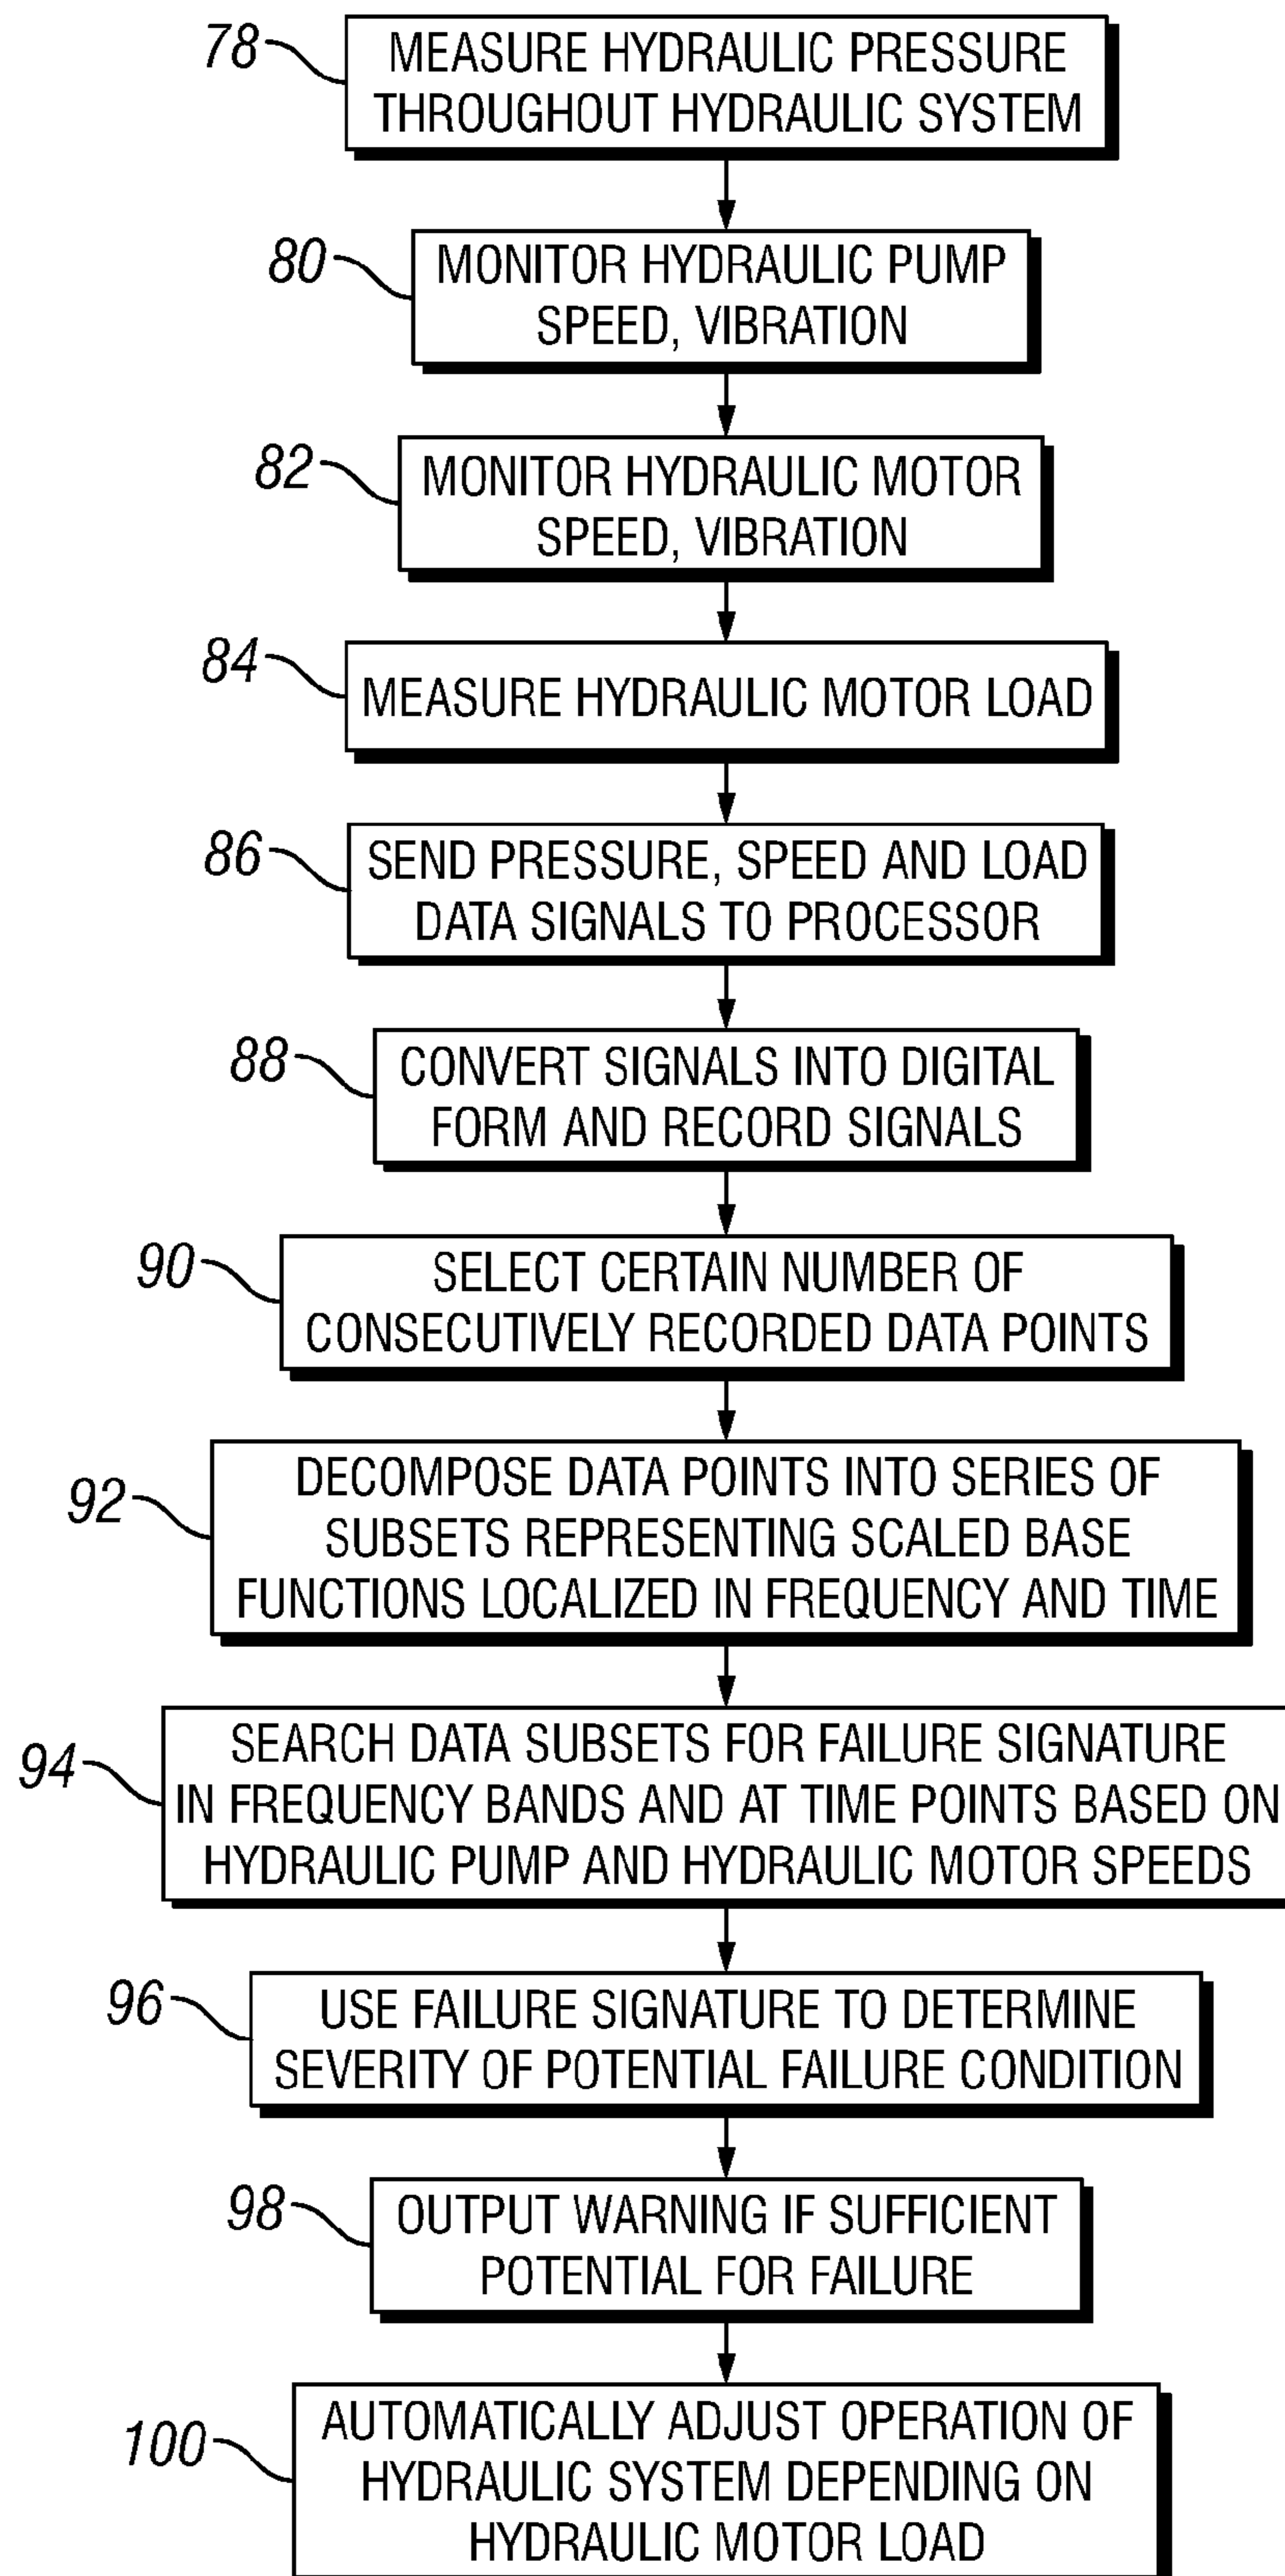 78
MEASURE HYDRAULIC PRESSURE
THROUGHOUT HYDRAULIC SYSTEM
80
MONITOR HYDRAULIC PUMP
SPEED, VIBRATION
82
MONITOR HYDRAULIC MOTOR
SPEED, VIBRATION
84
MEASURE HYDRAULIC MOTOR LOAD
86
SEND PRESSURE, SPEED AND LOAD
DATA SIGNALS TO PROCESSOR
88
CONVERT SIGNALS INTO DIGITAL
FORM AND RECORD SIGNALS
90
SELECT CERTAIN NUMBER OF
CONSECUTIVELY RECORDED DATA POINTS
92
DECOMPOSE DATA POINTS INTO SERIES OF
SUBSETS REPRESENTING SCALED BASE
FUNCTIONS LOCALIZED IN FREQUENCY AND TIME
94
SEARCH DATA SUBSETS FOR FAILURE SIGNATURE
IN FREQUENCY BANDS AND AT TIME POINTS BASED ON
HYDRAULIC PUMP AND HYDRAULIC MOTOR SPEEDS
96
USE FAILURE SIGNATURE TO DETERMINE
SEVERITY OF POTENTIAL FAILURE CONDITION
98
OUTPUT WARNING IF SUFFICIENT
POTENTIAL FOR FAILURE
100
AUTOMATICALLY ADJUST OPERATION OF
HYDRAULIC SYSTEM DEPENDING ON
HYDRAULIC MOTOR LOAD